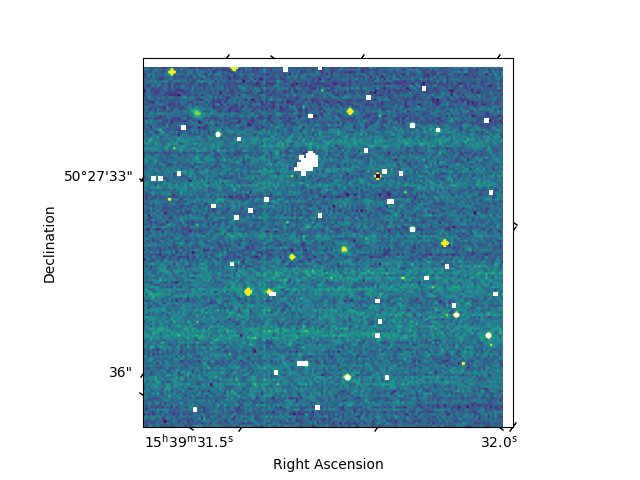 Declination
50°27'33"
36"
15ʰ39ᵐ31.5ˢ
32.0ˢ
Right Ascension